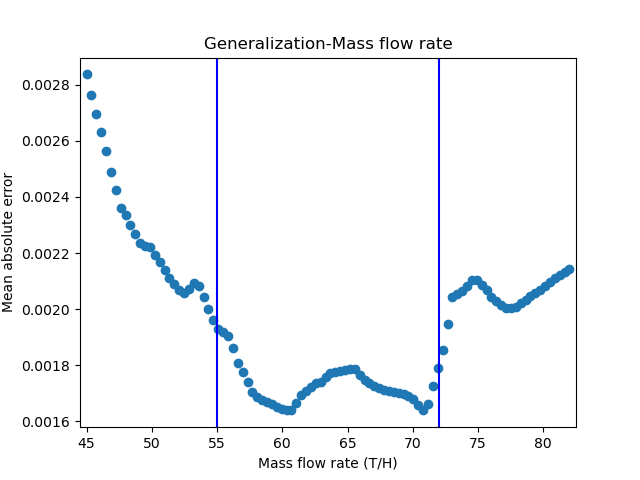 Generalization-Mass flow rate
Mean absolute error
0.0028
0.0026
0.0024
0.0022
0.0020
0.0018
0.0016
45 50 55 60 65 70 75 80
Mass flow rate (T/H)